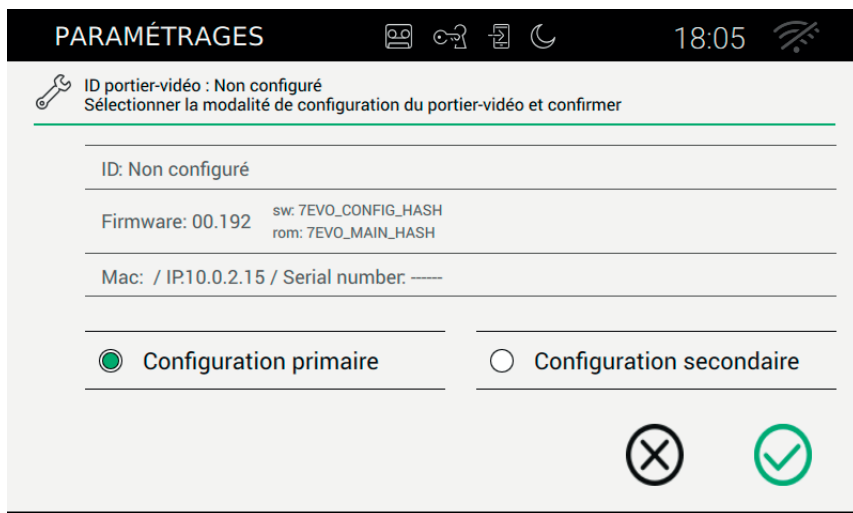 PARAMÉTRAGES 18:05
ID portier-vidéo : Non configuré
Sélectionner la modalité de configuration du portier-vidéo et confirmer
ID: Non configuré
Firmware: 00.192 sw: 7EVO_CONFIG_HASH
rom: 7EVO_MAIN_HASH
Mac: / IP.10.0.2.15 / Serial number: ------
Configuration primaire
Configuration secondaire